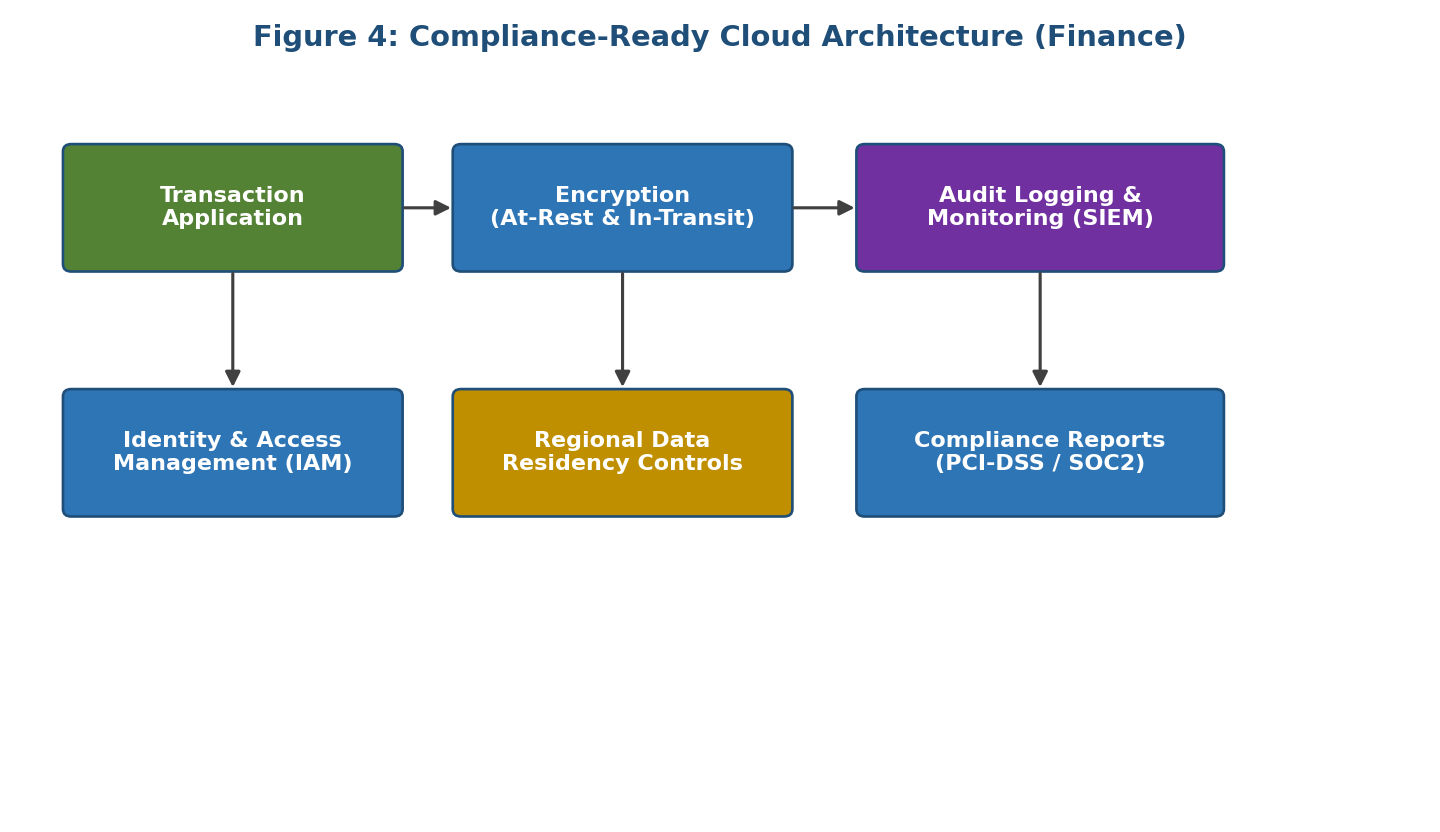 Figure 4: Compliance-Ready Cloud Architecture (Finance)
Transaction
Application
Encryption
(At-Rest & In-Transit)
Audit Logging &
Monitoring (SIEM)
Identity & Access
Management (IAM)
Regional Data
Residency Controls
Compliance Reports
(PCI-DSS / SOC2)